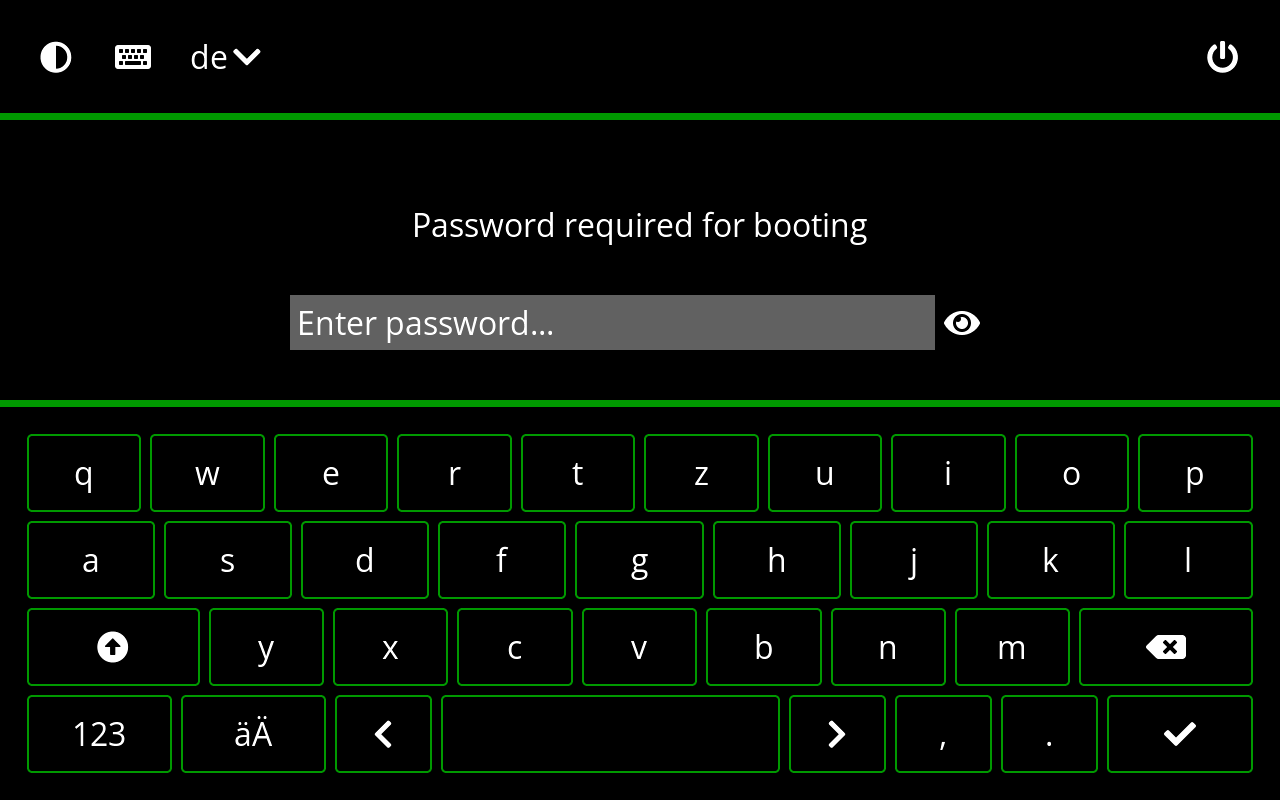 de
Password required for booting
Enter password...
q w e r t z u i o p
a s d f g h j k l
y x c v b n m
123 äÄ , .